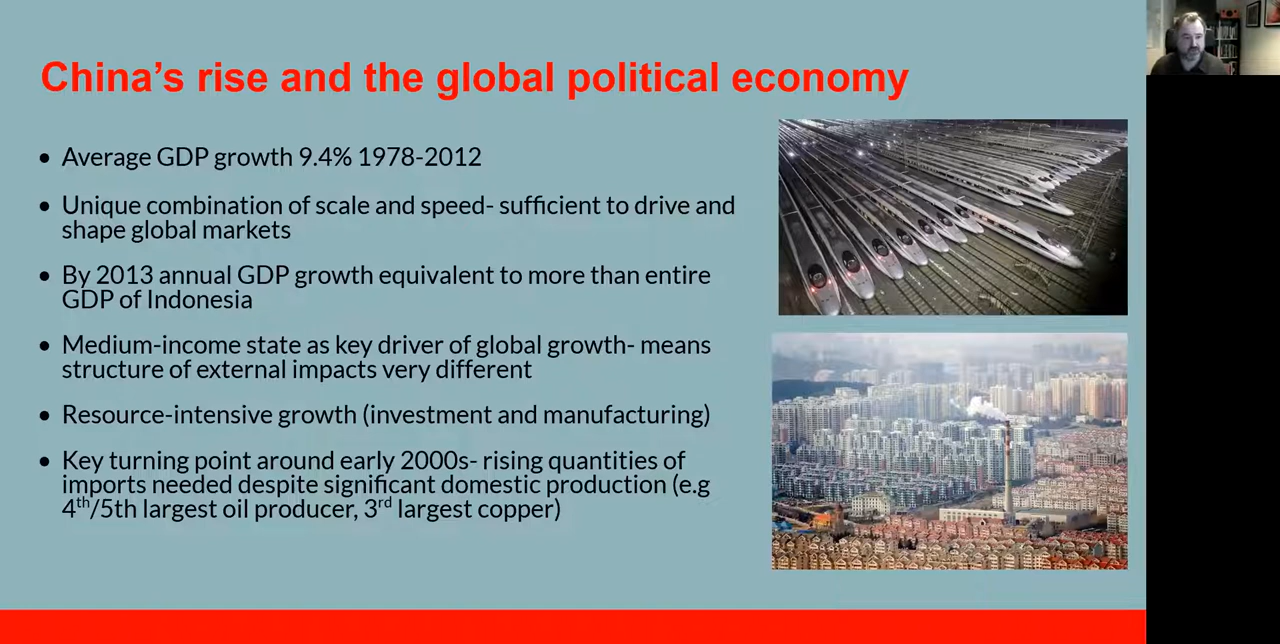 China’s rise and the global political economy
• Average GDP growth 9.4% 1978-2012
• Unique combination of scale and speed- sufficient to drive and
shape global markets
• By 2013 annual GDP growth equivalent to more than entire
GDP of Indonesia
• Medium-income state as key driver of global growth- means
structure of external impacts very different
• Resource-intensive growth (investment and manufacturing)
• Key turning point around early 2000s- rising quantities of
imports needed despite significant domestic production (e.g
4th/5th largest oil producer, 3rd largest copper)